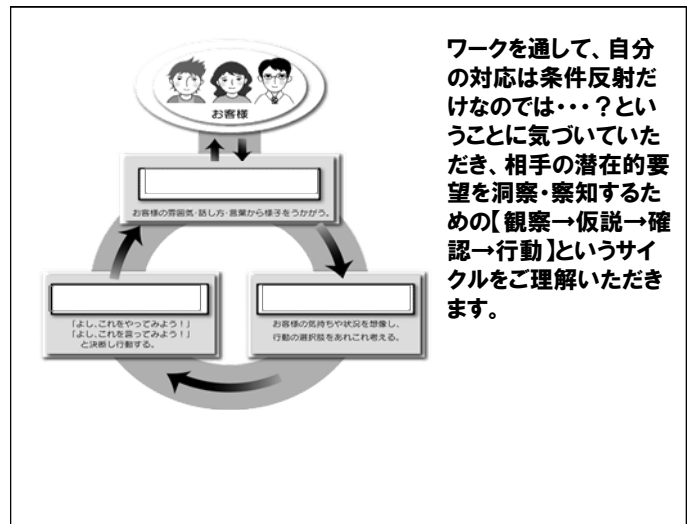 お客様
お客様の雰囲気・話し方・言葉から様子をうかがう。
「よし、これをやってみよう！」
「よし、これを言ってみよう！」
と決断し行動する。
お客様の気持ちや状況を想像し、
行動の選択肢をあれこれ考える。
ワークを通して、自分
の対応は条件反射だ
けなのでは・・・？とい
うことに気づいていた
だき、相手の潜在的要
望を洞察・察知するた
めの【観察→仮説→確
認→行動】というサイ
クルをご理解いただき
ます。